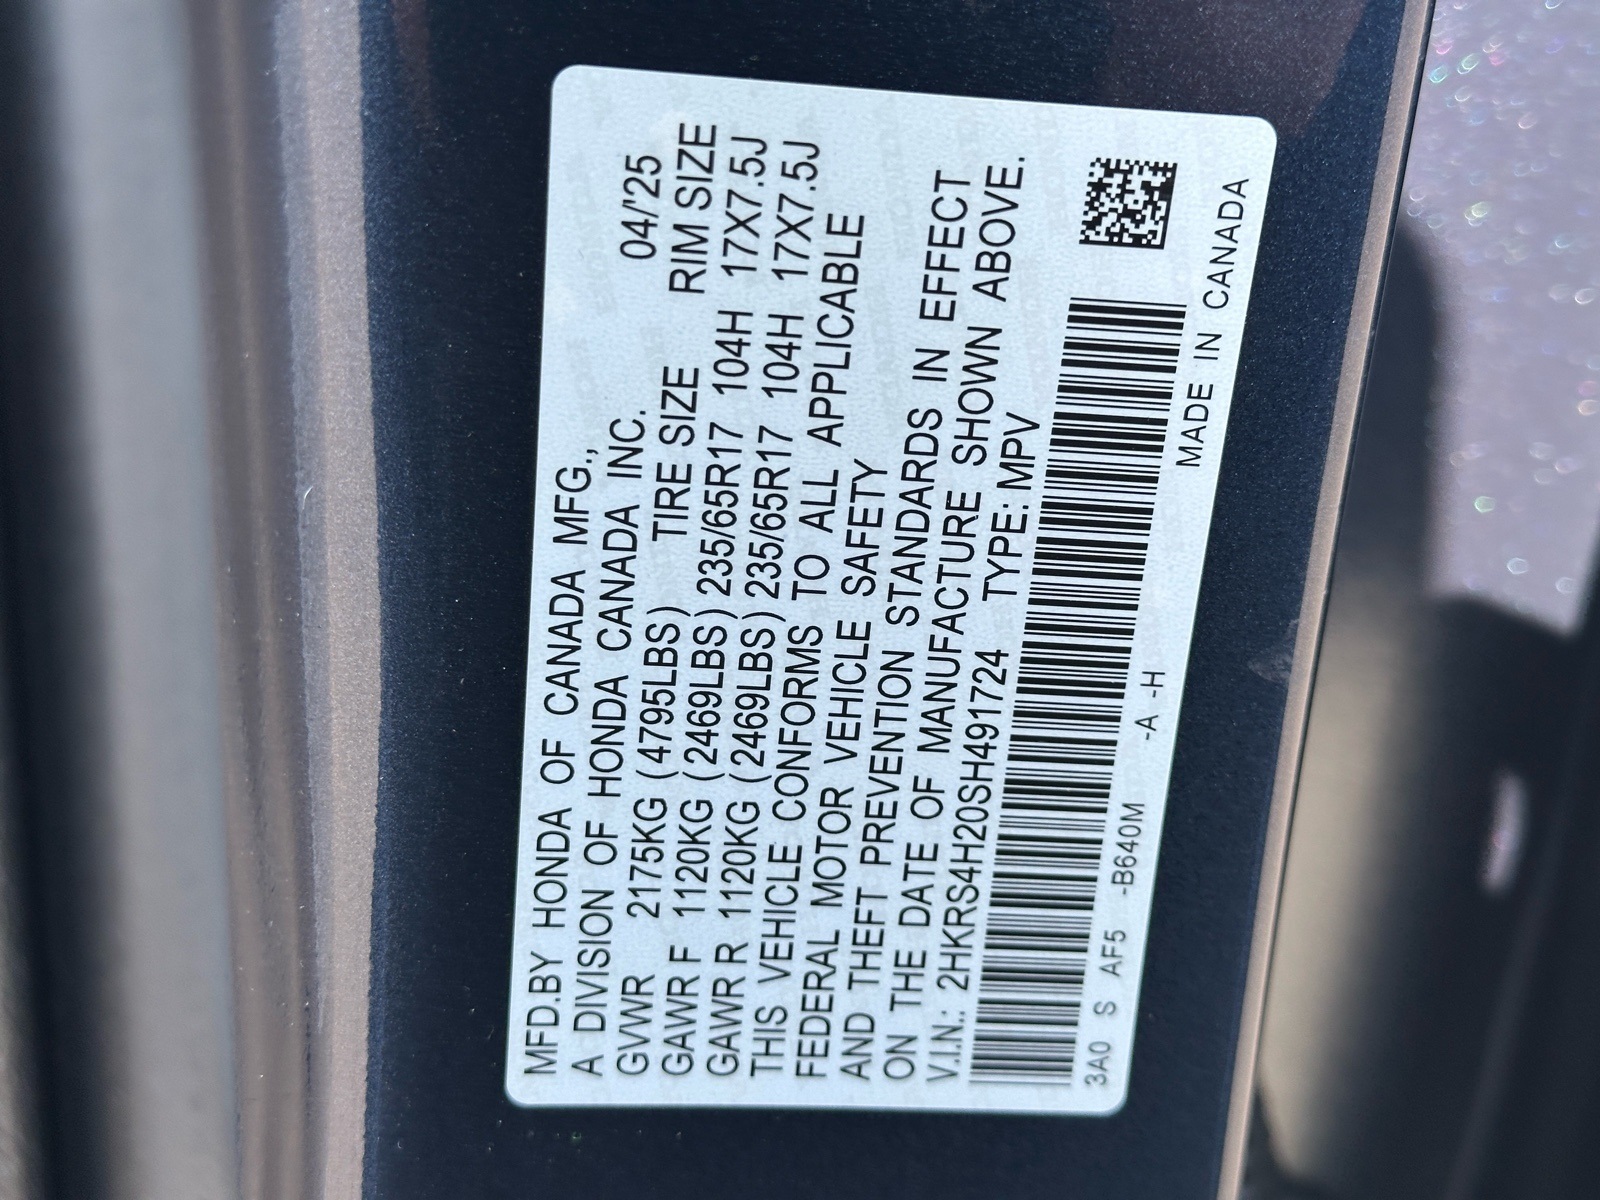 MFD.BY HONDA OF CANADA MFG.,
A DIVISION OF HONDA CANADA INC. 04/'25
GVWR 2175KG (4795LBS) TIRE SIZE RIM SIZE
GAWR F 1120KG (2469LBS) 235/65R17 104H 17X7.5J
GAWR R 1120KG (2469LBS) 235/65R17 104H 17X7.5J
THIS VEHICLE CONFORMS TO ALL APPLICABLE
FEDERAL MOTOR VEHICLE SAFETY
AND THEFT PREVENTION STANDARDS IN EFFECT
ON THE DATE OF MANUFACTURE SHOWN ABOVE.
V.I.N.: 2HKRS4H20SH491724 TYPE: MPV
3A0 S AF5 -B640M -A -H
MADE IN CANADA